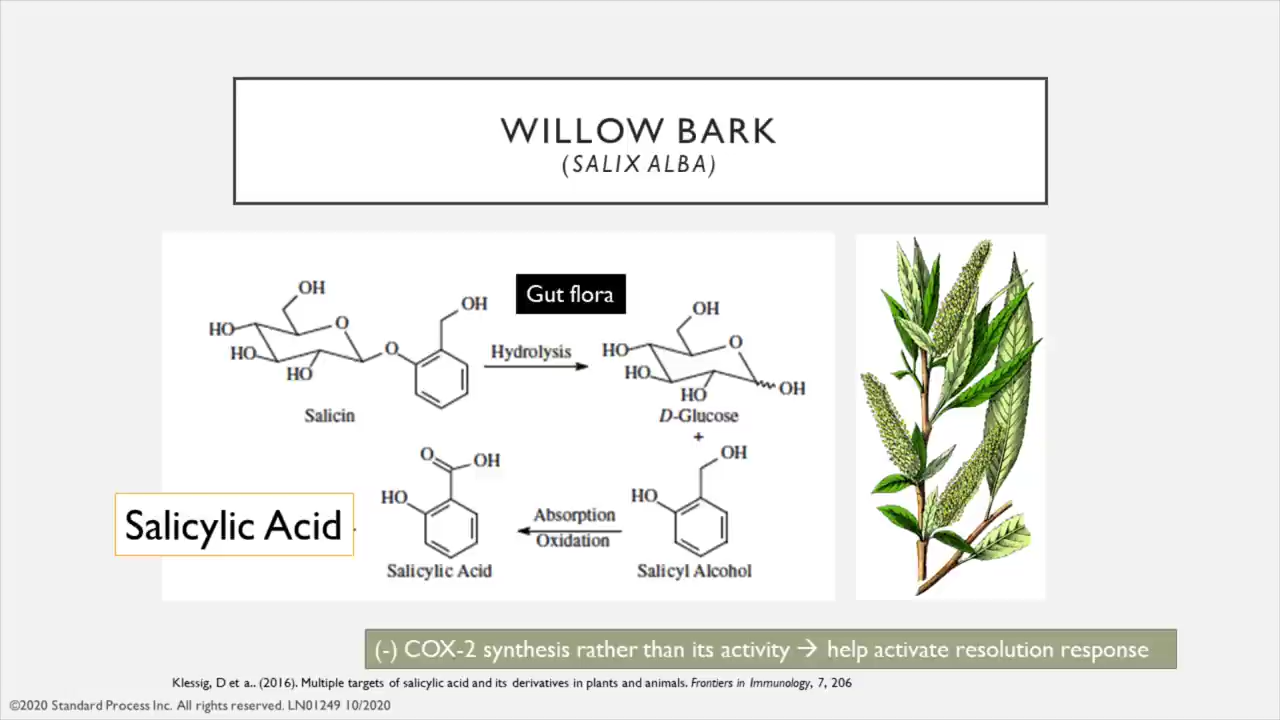 WILLOW BARK
(SALIX ALBA)
Gut flora
OH
HO
O
OH
HO
O
HO
Salicin
Hydrolysis
OH
HO
O
HO
HO
OH
D-Glucose
+
OH
HO
Salicyl Alcohol
Absorption
Oxidation
O
OH
HO
Salicylic Acid
Salicylic Acid
(-) COX-2 synthesis rather than its activity → help activate resolution response
Klessig, D et a.. (2016). Multiple targets of salicylic acid and its derivatives in plants and animals. Frontiers in Immunology, 7, 206
©2020 Standard Process Inc. All rights reserved. LN01249 10/2020